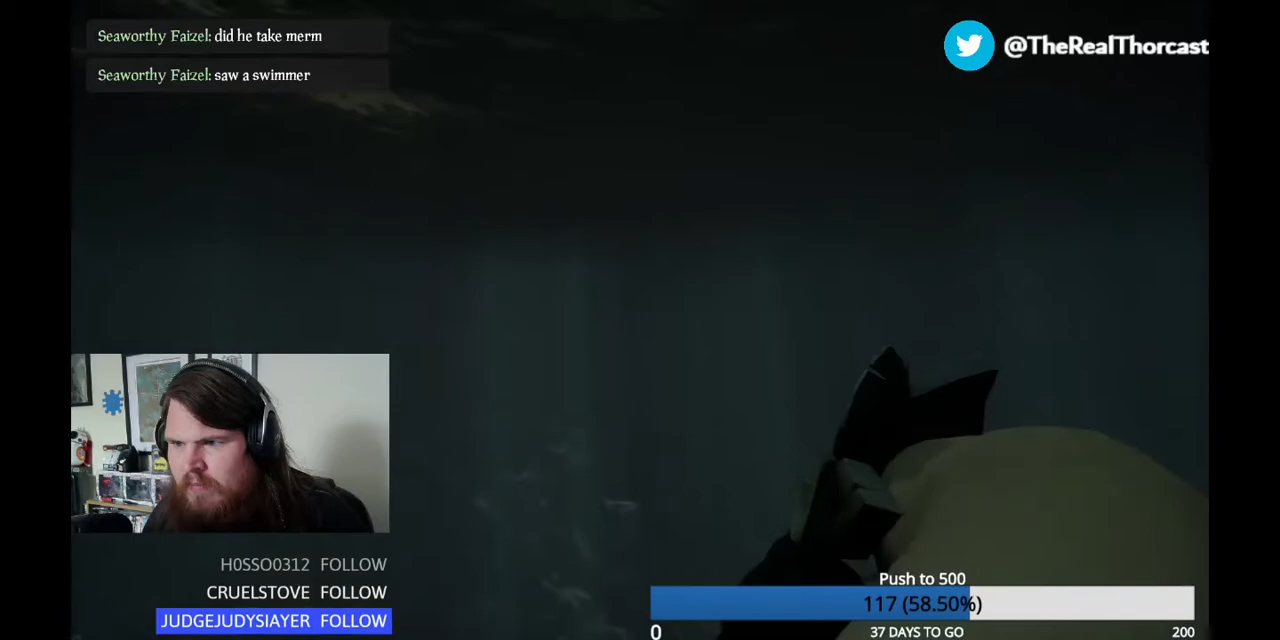 Seaworthy Faizel: did he take merm
Seaworthy Faizel: saw a swimmer
@TheRealThorcast
H0SSO0312 FOLLOW
CRUELSTOVE FOLLOW
JUDGEJUDYSIAYER FOLLOW
Push to 500
117 (58.50%)
0 37 DAYS TO GO 200